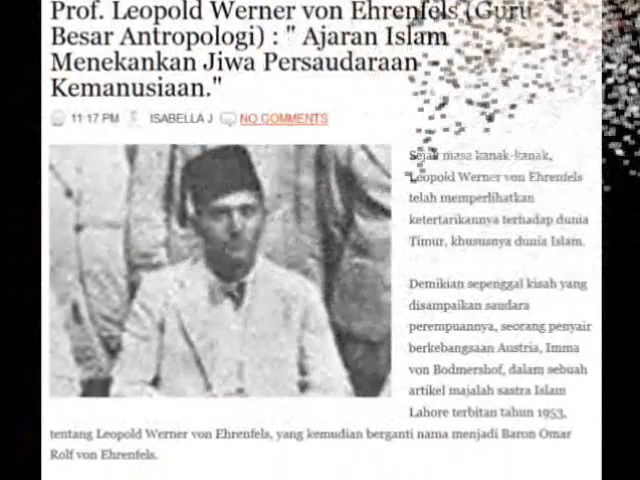 Prof. Leopold Werner von Ehrenfels (Guru
Besar Antropologi) : " Ajaran Islam
Menekankan Jiwa Persaudaraan
Kemanusiaan."
11:17 PM ISABELLA J NO COMMENTS
Sejak masa kanak-kanak,
Leopold Werner von Ehrenfels
telah memperlihatkan
ketertarikannya terhadap dunia
Timur, khususnya dunia Islam.
Demikian sepenggal kisah yang
disampaikan saudara
perempuannya, seorang penyair
berkebangsaan Austria, Imma
von Bodmershof, dalam sebuah
artikel majalah sastra Islam
Lahore terbitan tahun 1953,
tentang Leopold Werner von Ehrenfels, yang kemudian berganti nama menjadi Baron Omar
Rolf von Ehrenfels.